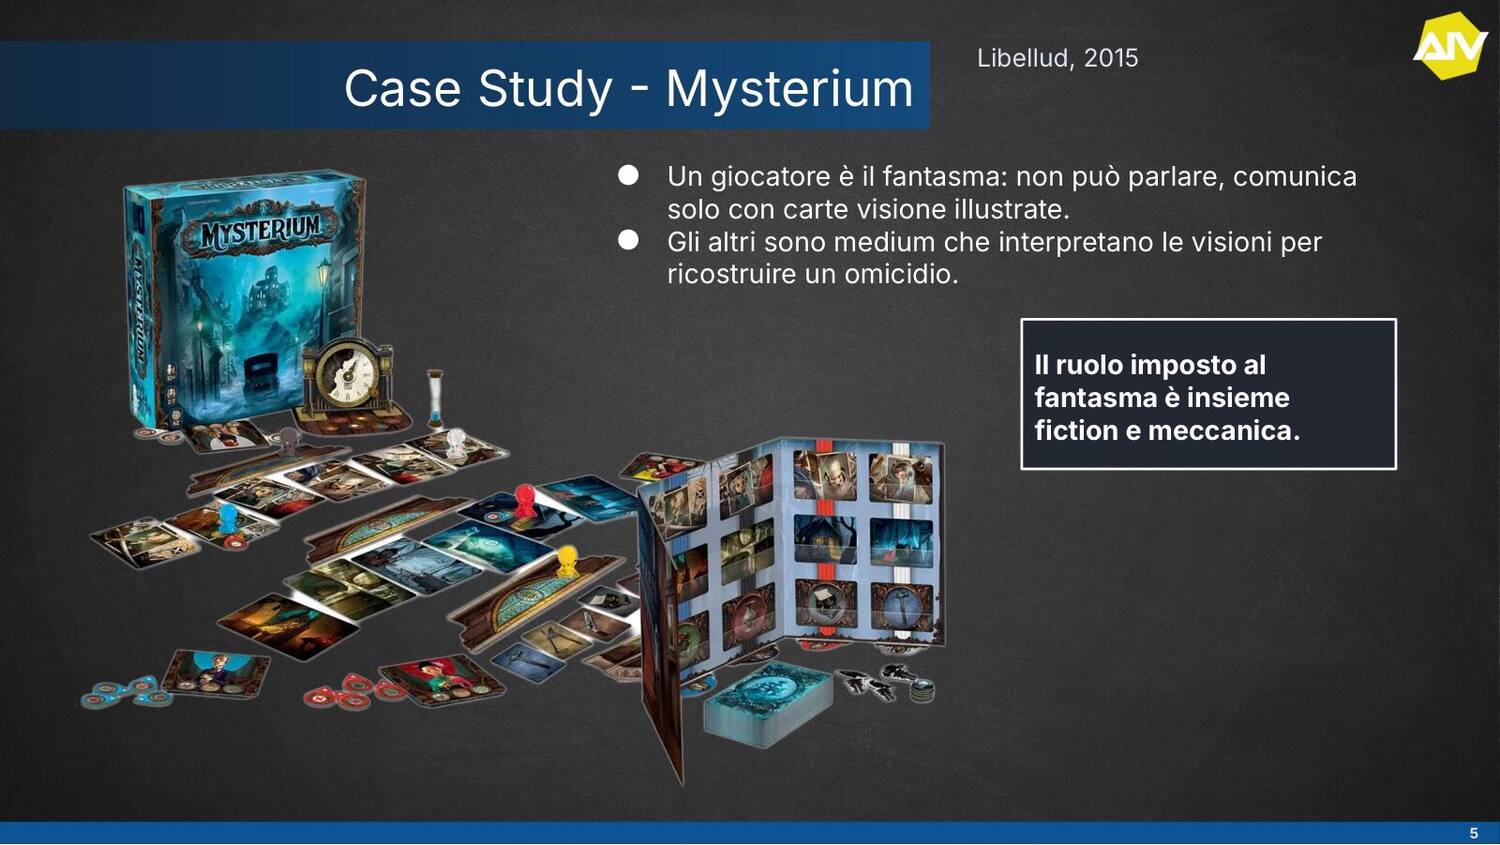 Libellud, 2015
AIV
Case Study - Mysterium
Un giocatore è il fantasma: non può parlare, comunica
solo con carte visione illustrate.
Gli altri sono medium che interpretano le visioni per
ricostruire un omicidio.
MYSTERIUM
MYSTERIUM
Il ruolo imposto al
fantasma è insieme
fiction e meccanica.
5